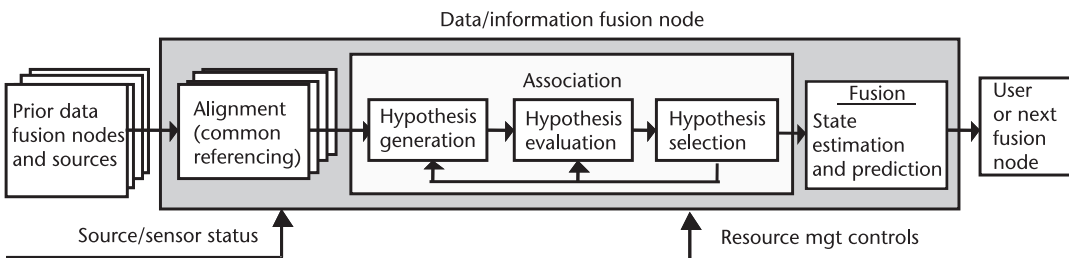 Data/information fusion node
Prior data
fusion nodes
and sources
Alignment
(common
referencing)
Association
Hypothesis
generation
Hypothesis
evaluation
Hypothesis
selection
Fusion
State
estimation
and prediction
User
or next
fusion
node
Source/sensor status
Resource mgt controls